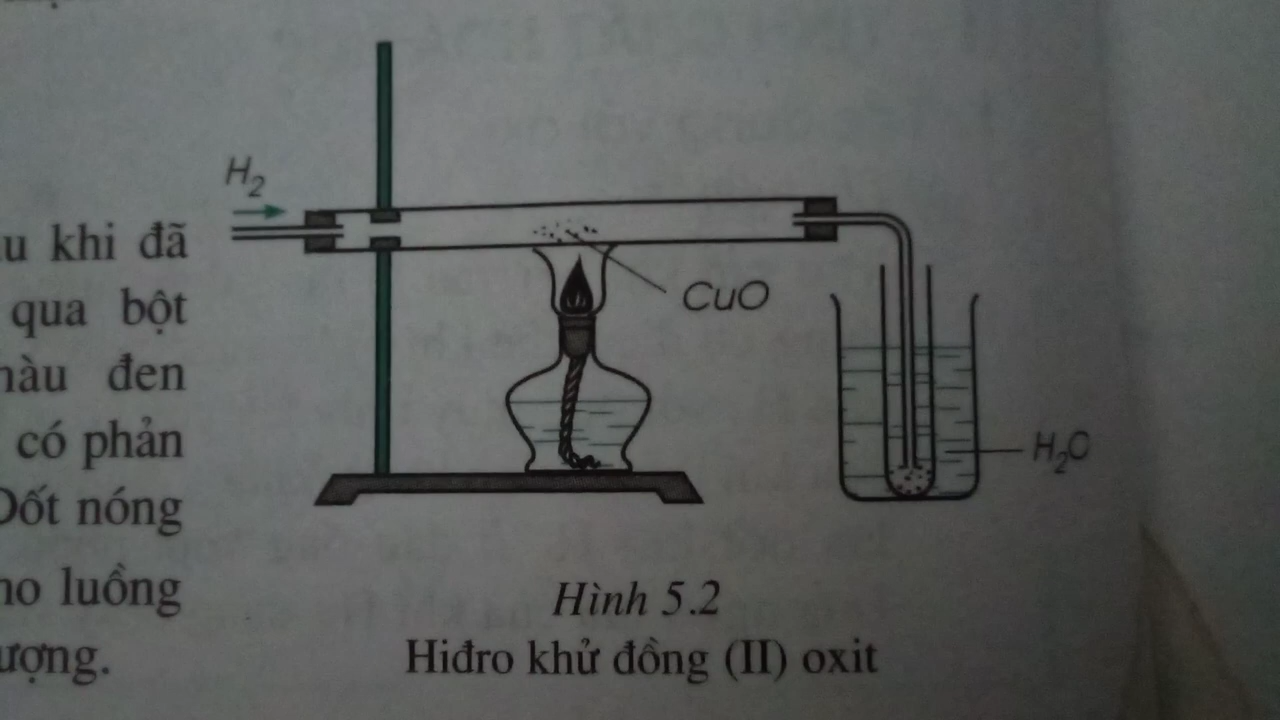 H₂
u khi đã
qua bột
màu đen
có phản
Đốt nóng
ho luồng
ượng.
CuO
H₂O
Hình 5.2
Hiđro khử đồng (II) oxit